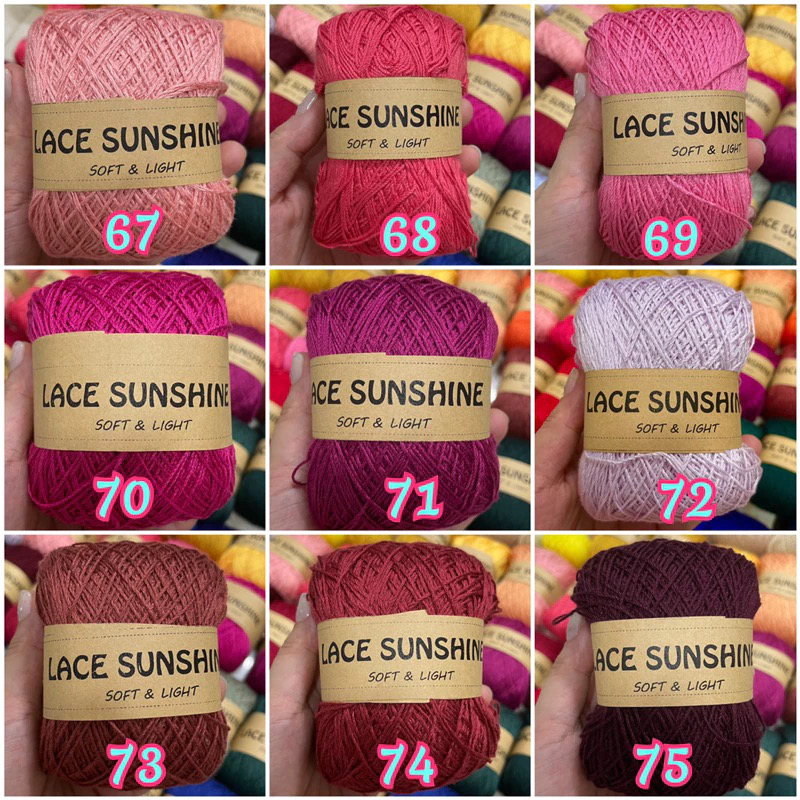 LACE SUNSHINE
SOFT & LIGHT
67
ACE SUNSHINE
SOFT & LIGHT
68
LACE SUNSH
SOFT & LIGHT
69
LACE SUNSHINE
SOFT & LIGHT
70
ACE SUNSHINE
SOFT & LIGHT
71
LACE SUNSHIN
SOFT & LIGHT
72
LACE SUNSHIN
SOFT & LIGHT
73
LACE SUNSHINE
SOFT & LIGHT
74
ACE SUNSHINE
SOFT & LIGHT
75